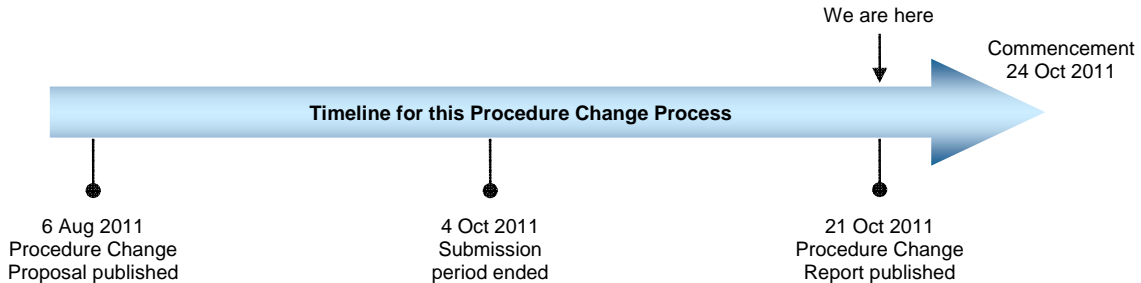 We are here
Commencement
24 Oct 2011
Timeline for this Procedure Change Process
6 Aug 2011
Procedure Change
Proposal published
4 Oct 2011
Submission
period ended
21 Oct 2011
Procedure Change
Report published